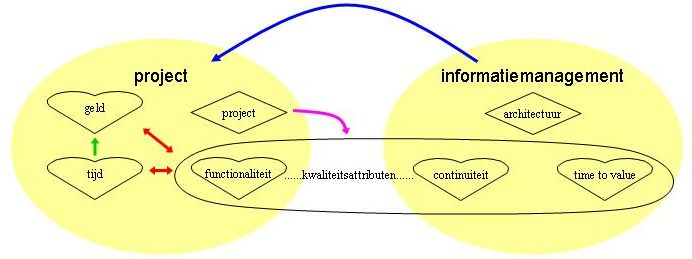 project
informatiemanagement
geld
project
architectuur
tijd
functionaliteit
......kwaliteitsattributen......
continuiteit
time to value